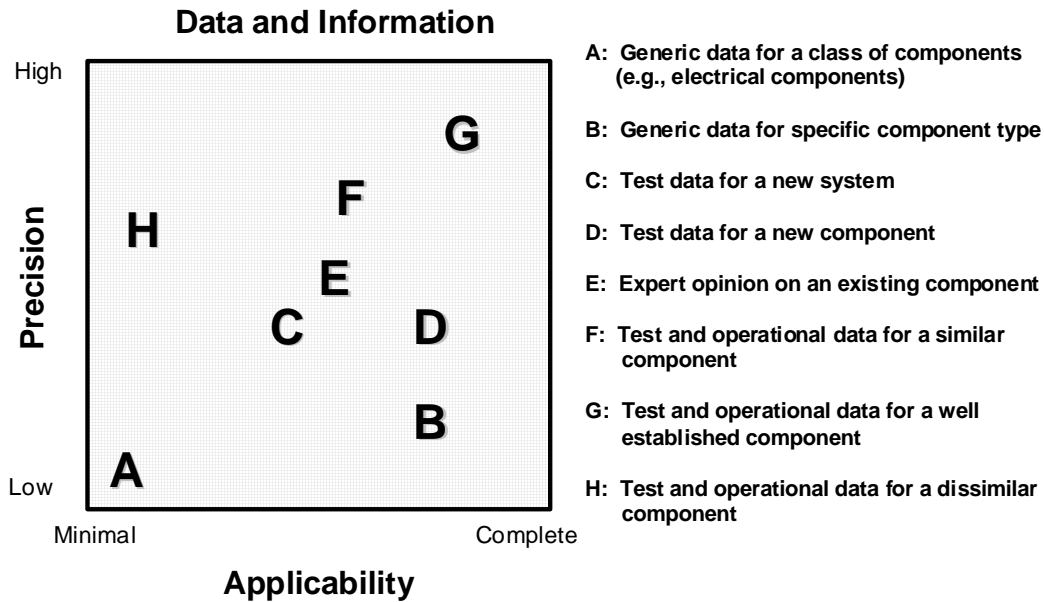 Data and Information
High
Precision
Low
G
F
H
E
C
D
B
A
Minimal
Complete
Applicability
A: Generic data for a class of components
(e.g., electrical components)
B: Generic data for specific component type
C: Test data for a new system
D: Test data for a new component
E: Expert opinion on an existing component
F: Test and operational data for a similar
component
G: Test and operational data for a well
established component
H: Test and operational data for a dissimilar
component